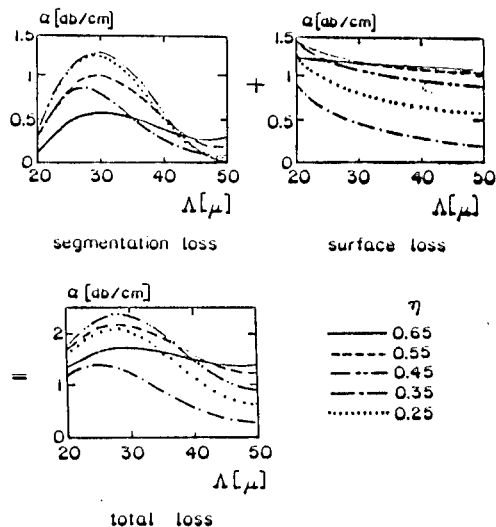 α [db/cm]
1.5
1
0.5
0
20 30 40 50
Λ[μ]
segmentation loss
+
α[db/cm]
1.5
1
0.5
0
20 30 40 50
Λ[μ]
surface loss
=
α [db/cm]
2
1
0
20 30 40 50
Λ[μ]
total loss
η
0.65
0.55
0.45
0.35
0.25